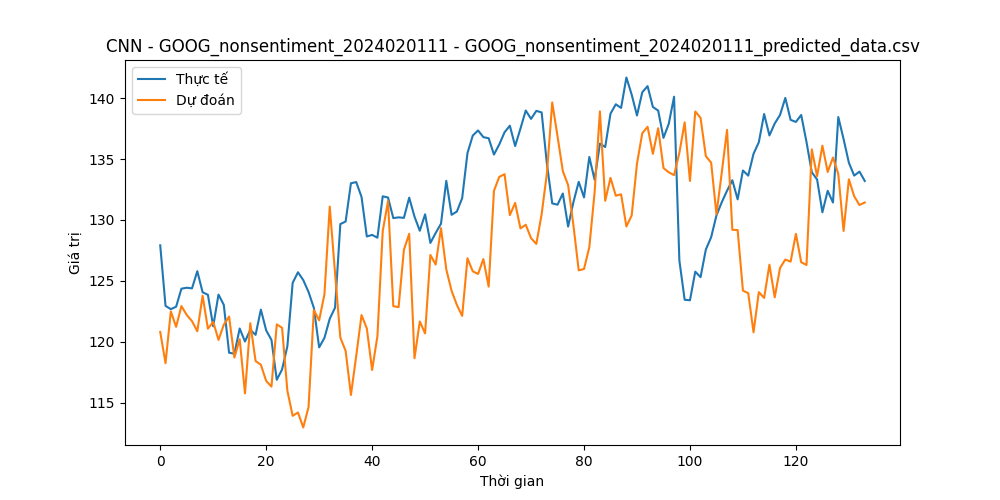 CNN - GOOG_nonsentiment_2024020111 - GOOG_nonsentiment_2024020111_predicted_data.csv
Thực tế
Dự đoán
Giá trị
140
135
130
125
120
115
0 20 40 60 80 100 120
Thời gian